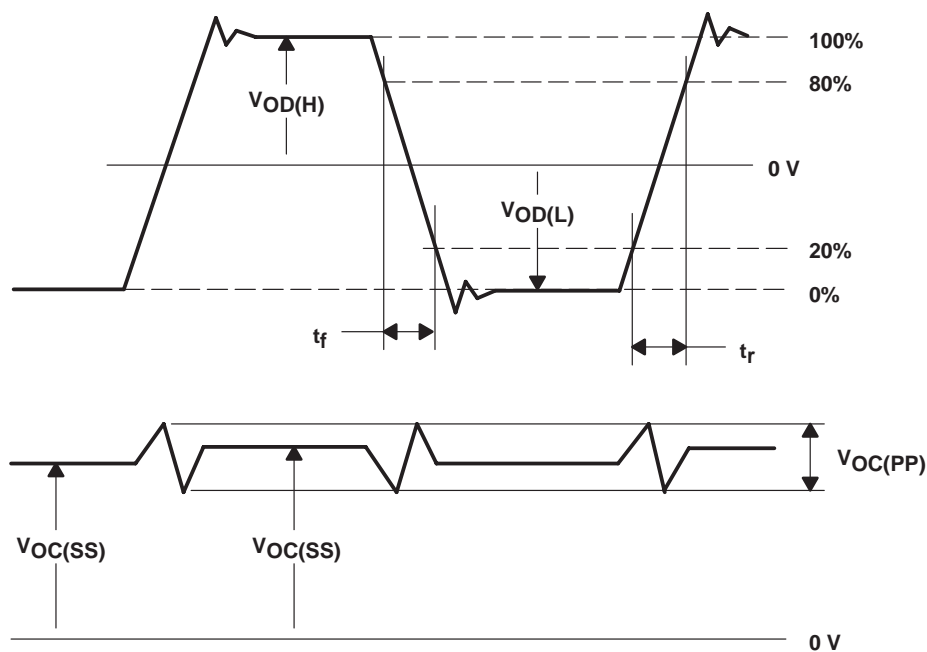 100%
80%
VOD(H)
0 V
VOD(L)
20%
0%
tf
tr
VOC(PP)
VOC(SS)
VOC(SS)
0 V